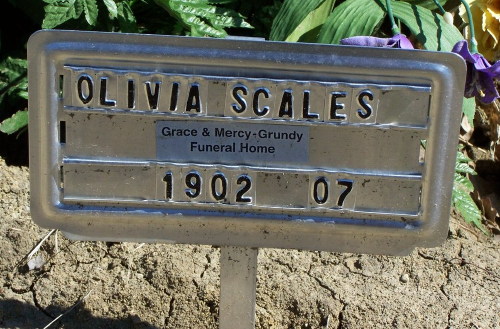 OLIVIA SCALES
Grace & Mercy-Grundy
Funeral Home
1902 07